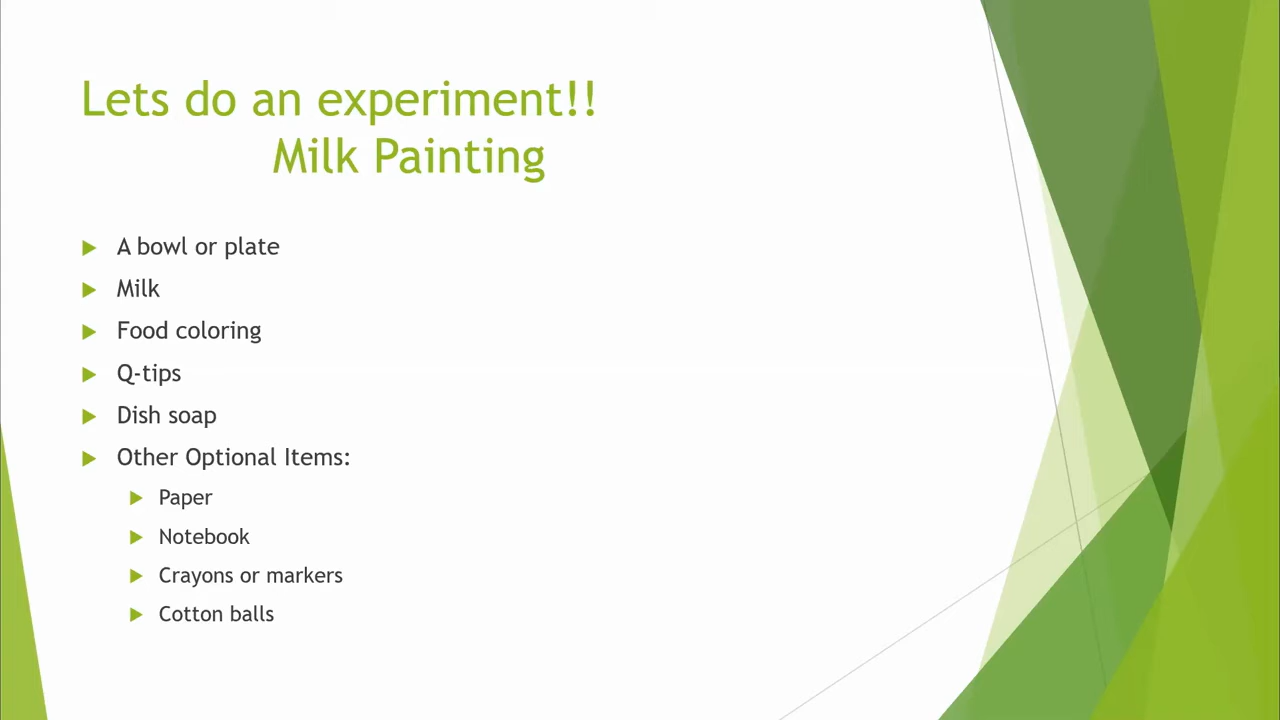 Lets do an experiment!!
Milk Painting
A bowl or plate
Milk
Food coloring
Q-tips
Dish soap
Other Optional Items:
Paper
Notebook
Crayons or markers
Cotton balls